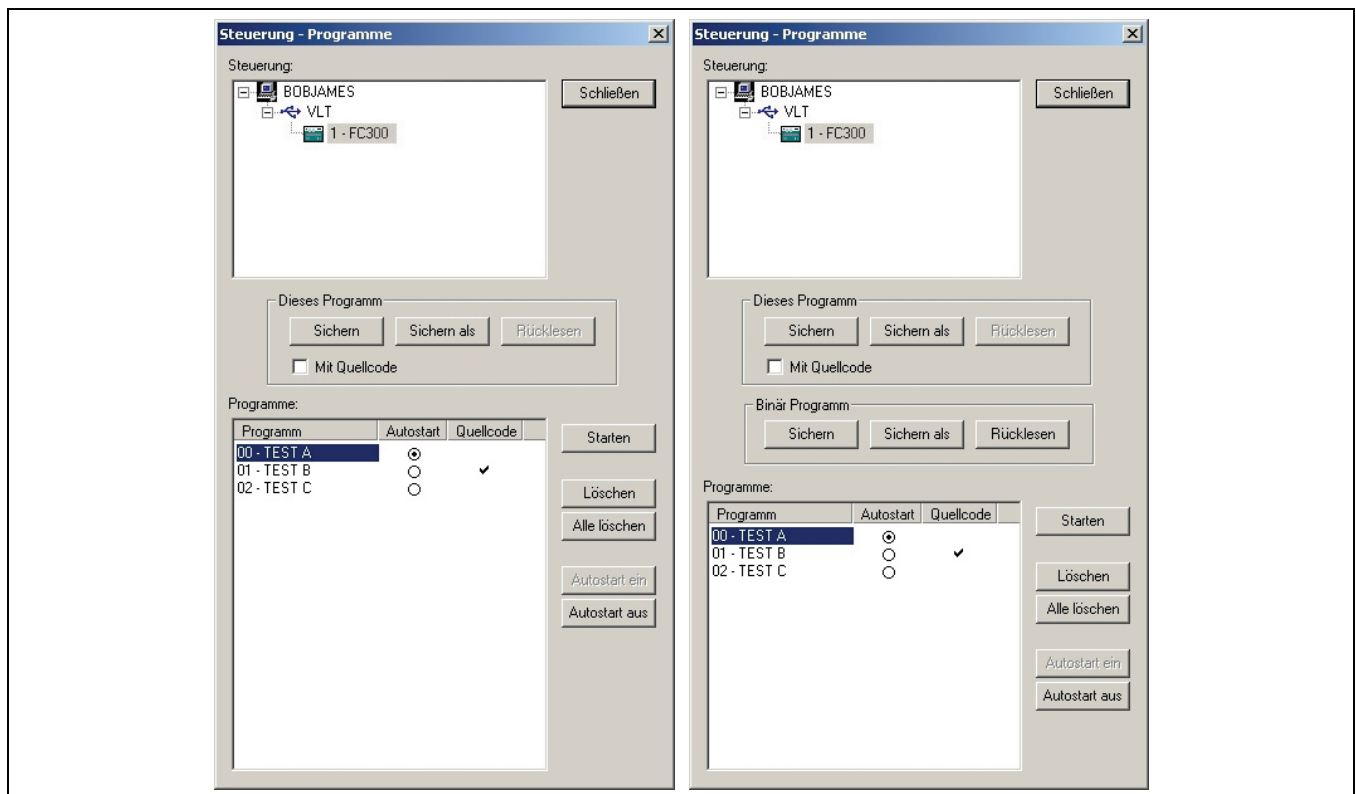 Steuerung - Programme
Steuerung:
BOBJAMES
VLT
1 - FC300
Schließen
Dieses Programm
Sichern Sichern als Rücklesen
Mit Quellcode
Programme:
Programm Autostart Quellcode
00 - TEST A
01 - TEST B
02 - TEST C
Starten
Löschen
Alle löschen
Autostart ein
Autostart aus
Steuerung - Programme
Steuerung:
BOBJAMES
VLT
1 - FC300
Schließen
Dieses Programm
Sichern Sichern als Rücklesen
Mit Quellcode
Binär Programm
Sichern Sichern als Rücklesen
Programme:
Programm Autostart Quellcode
00 - TEST A
01 - TEST B
02 - TEST C
Starten
Löschen
Alle löschen
Autostart ein
Autostart aus